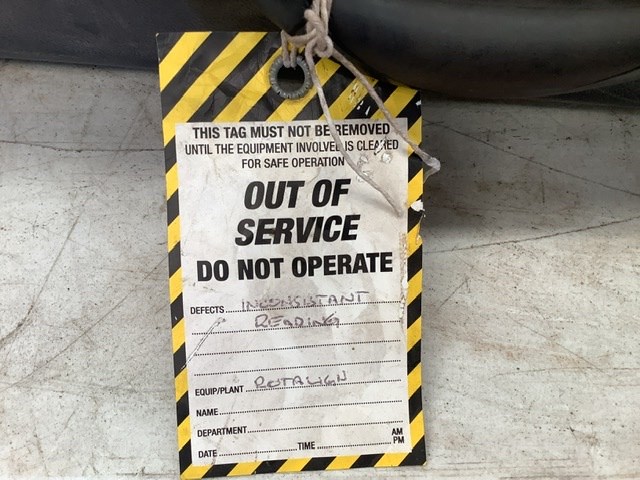 THIS TAG MUST NOT BE REMOVED
UNTIL THE EQUIPMENT INVOLVED IS CLEARED
FOR SAFE OPERATION
OUT OF
SERVICE
DO NOT OPERATE
DEFECTS INCONSISTANT
READING
EQUIP/PLANT ROTALIGN
NAME
DEPARTMENT
AM
DATE TIME PM